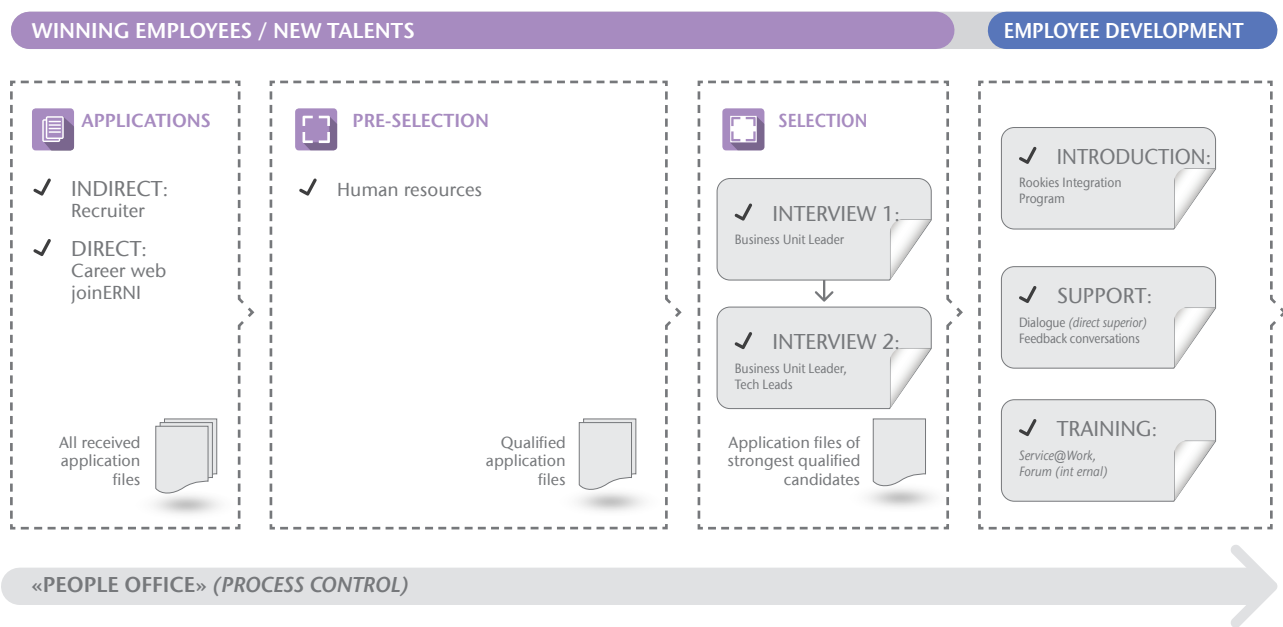 WINNING EMPLOYEES / NEW TALENTS
EMPLOYEE DEVELOPMENT
APPLICATIONS
INDIRECT:
Recruiter
DIRECT:
Career web
joinERNI
All received
application
files
PRE-SELECTION
Human resources
Qualified
application
files
SELECTION
INTERVIEW 1:
Business Unit Leader
INTERVIEW 2:
Business Unit Leader,
Tech Leads
Application files of
strongest qualified
candidates
INTRODUCTION:
Rookies Integration
Program
SUPPORT:
Dialogue (direct superior)
Feedback conversations
TRAINING:
Service@Work,
Forum (int ernal)
«PEOPLE OFFICE» (PROCESS CONTROL)